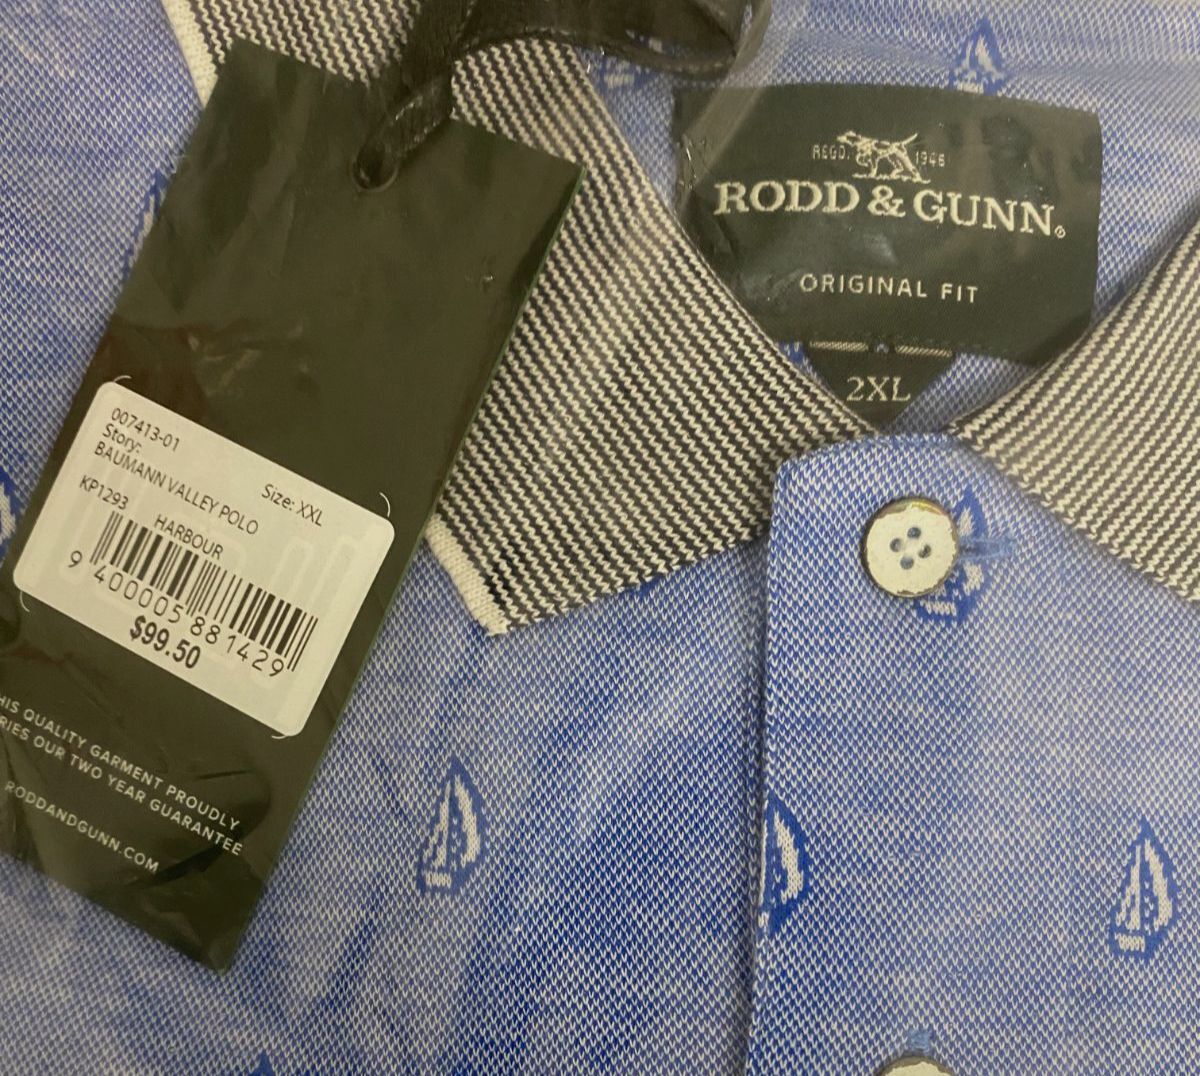 REGD. 1946
RODD & GUNN®
ORIGINAL FIT
2XL
007413-01
Story:
Size: XXL
BAUMANN VALLEY POLO
KP1293 HARBOUR
9 400005 881429
$99.50
HIS QUALITY GARMENT PROUDLY
RIES OUR TWO YEAR GUARANTEE
RODDANDGUNN.COM